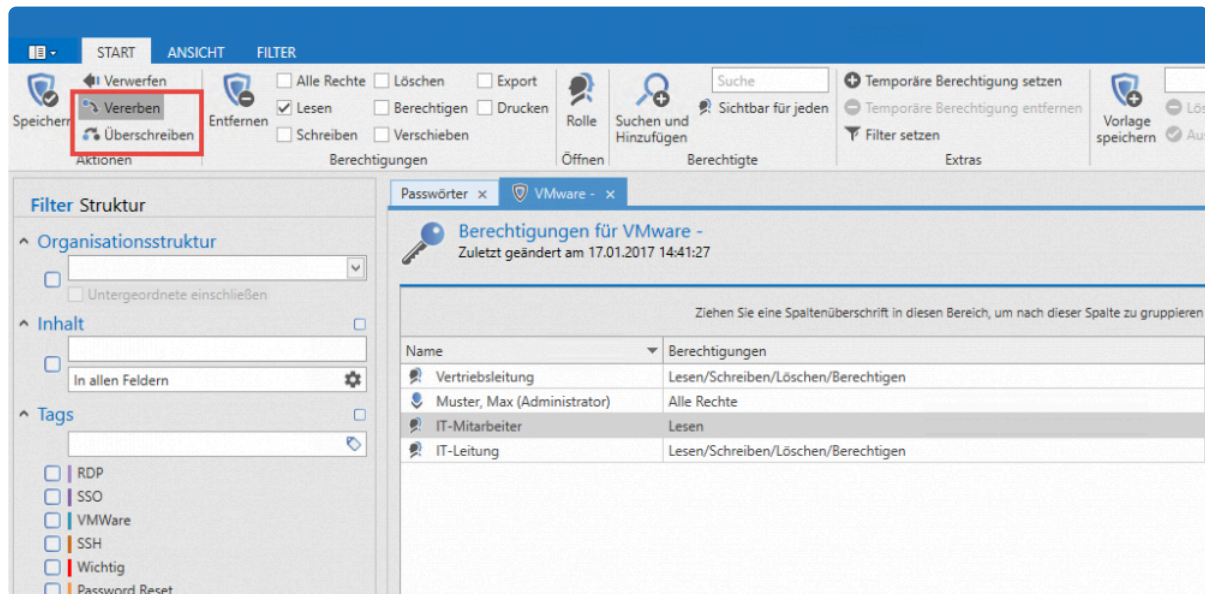 START ANSICHT FILTER
Verwerfen Alle Rechte Löschen Export Suche Temporäre Berechtigung setzen
Vererben Lesen Berechtigen Drucken Sichtbar für jeden Temporäre Berechtigung entfernen
Speichern Überschreiben Entfernen Schreiben Verschieben Rolle Suchen und Hinzufügen Filter setzen Vorlage speichern
Aktionen Berechtigungen Öffnen Berechtigte Extras
Passwörter x VMware - x
Filter Struktur
Berechtigungen für VMware -
Zuletzt geändert am 17.01.2017 14:41:27
Organisationsstruktur
Untergeordnete einschließen
Ziehen Sie eine Spaltenüberschrift in diesen Bereich, um nach dieser Spalte zu gruppieren
Inhalt
In allen Feldern
Name Berechtigungen
Vertriebsleitung Lesen/Schreiben/Löschen/Berechtigen
Muster, Max (Administrator) Alle Rechte
IT-Mitarbeiter Lesen
IT-Leitung Lesen/Schreiben/Löschen/Berechtigen
Tags
RDP
SSO
VMWare
SSH
Wichtig
Password Reset